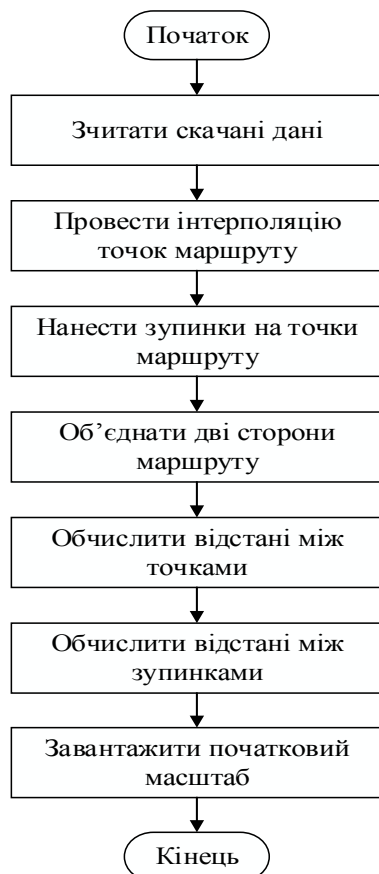 Початок
Зчитати скачані дані
Провести інтерполяцію
точок маршруту
Нанести зупинки на точки
маршруту
Об’єднати дві сторони
маршруту
Обчислити відстані між
точками
Обчислити відстані між
зупинками
Завантажити початковий
масштаб
Кінець